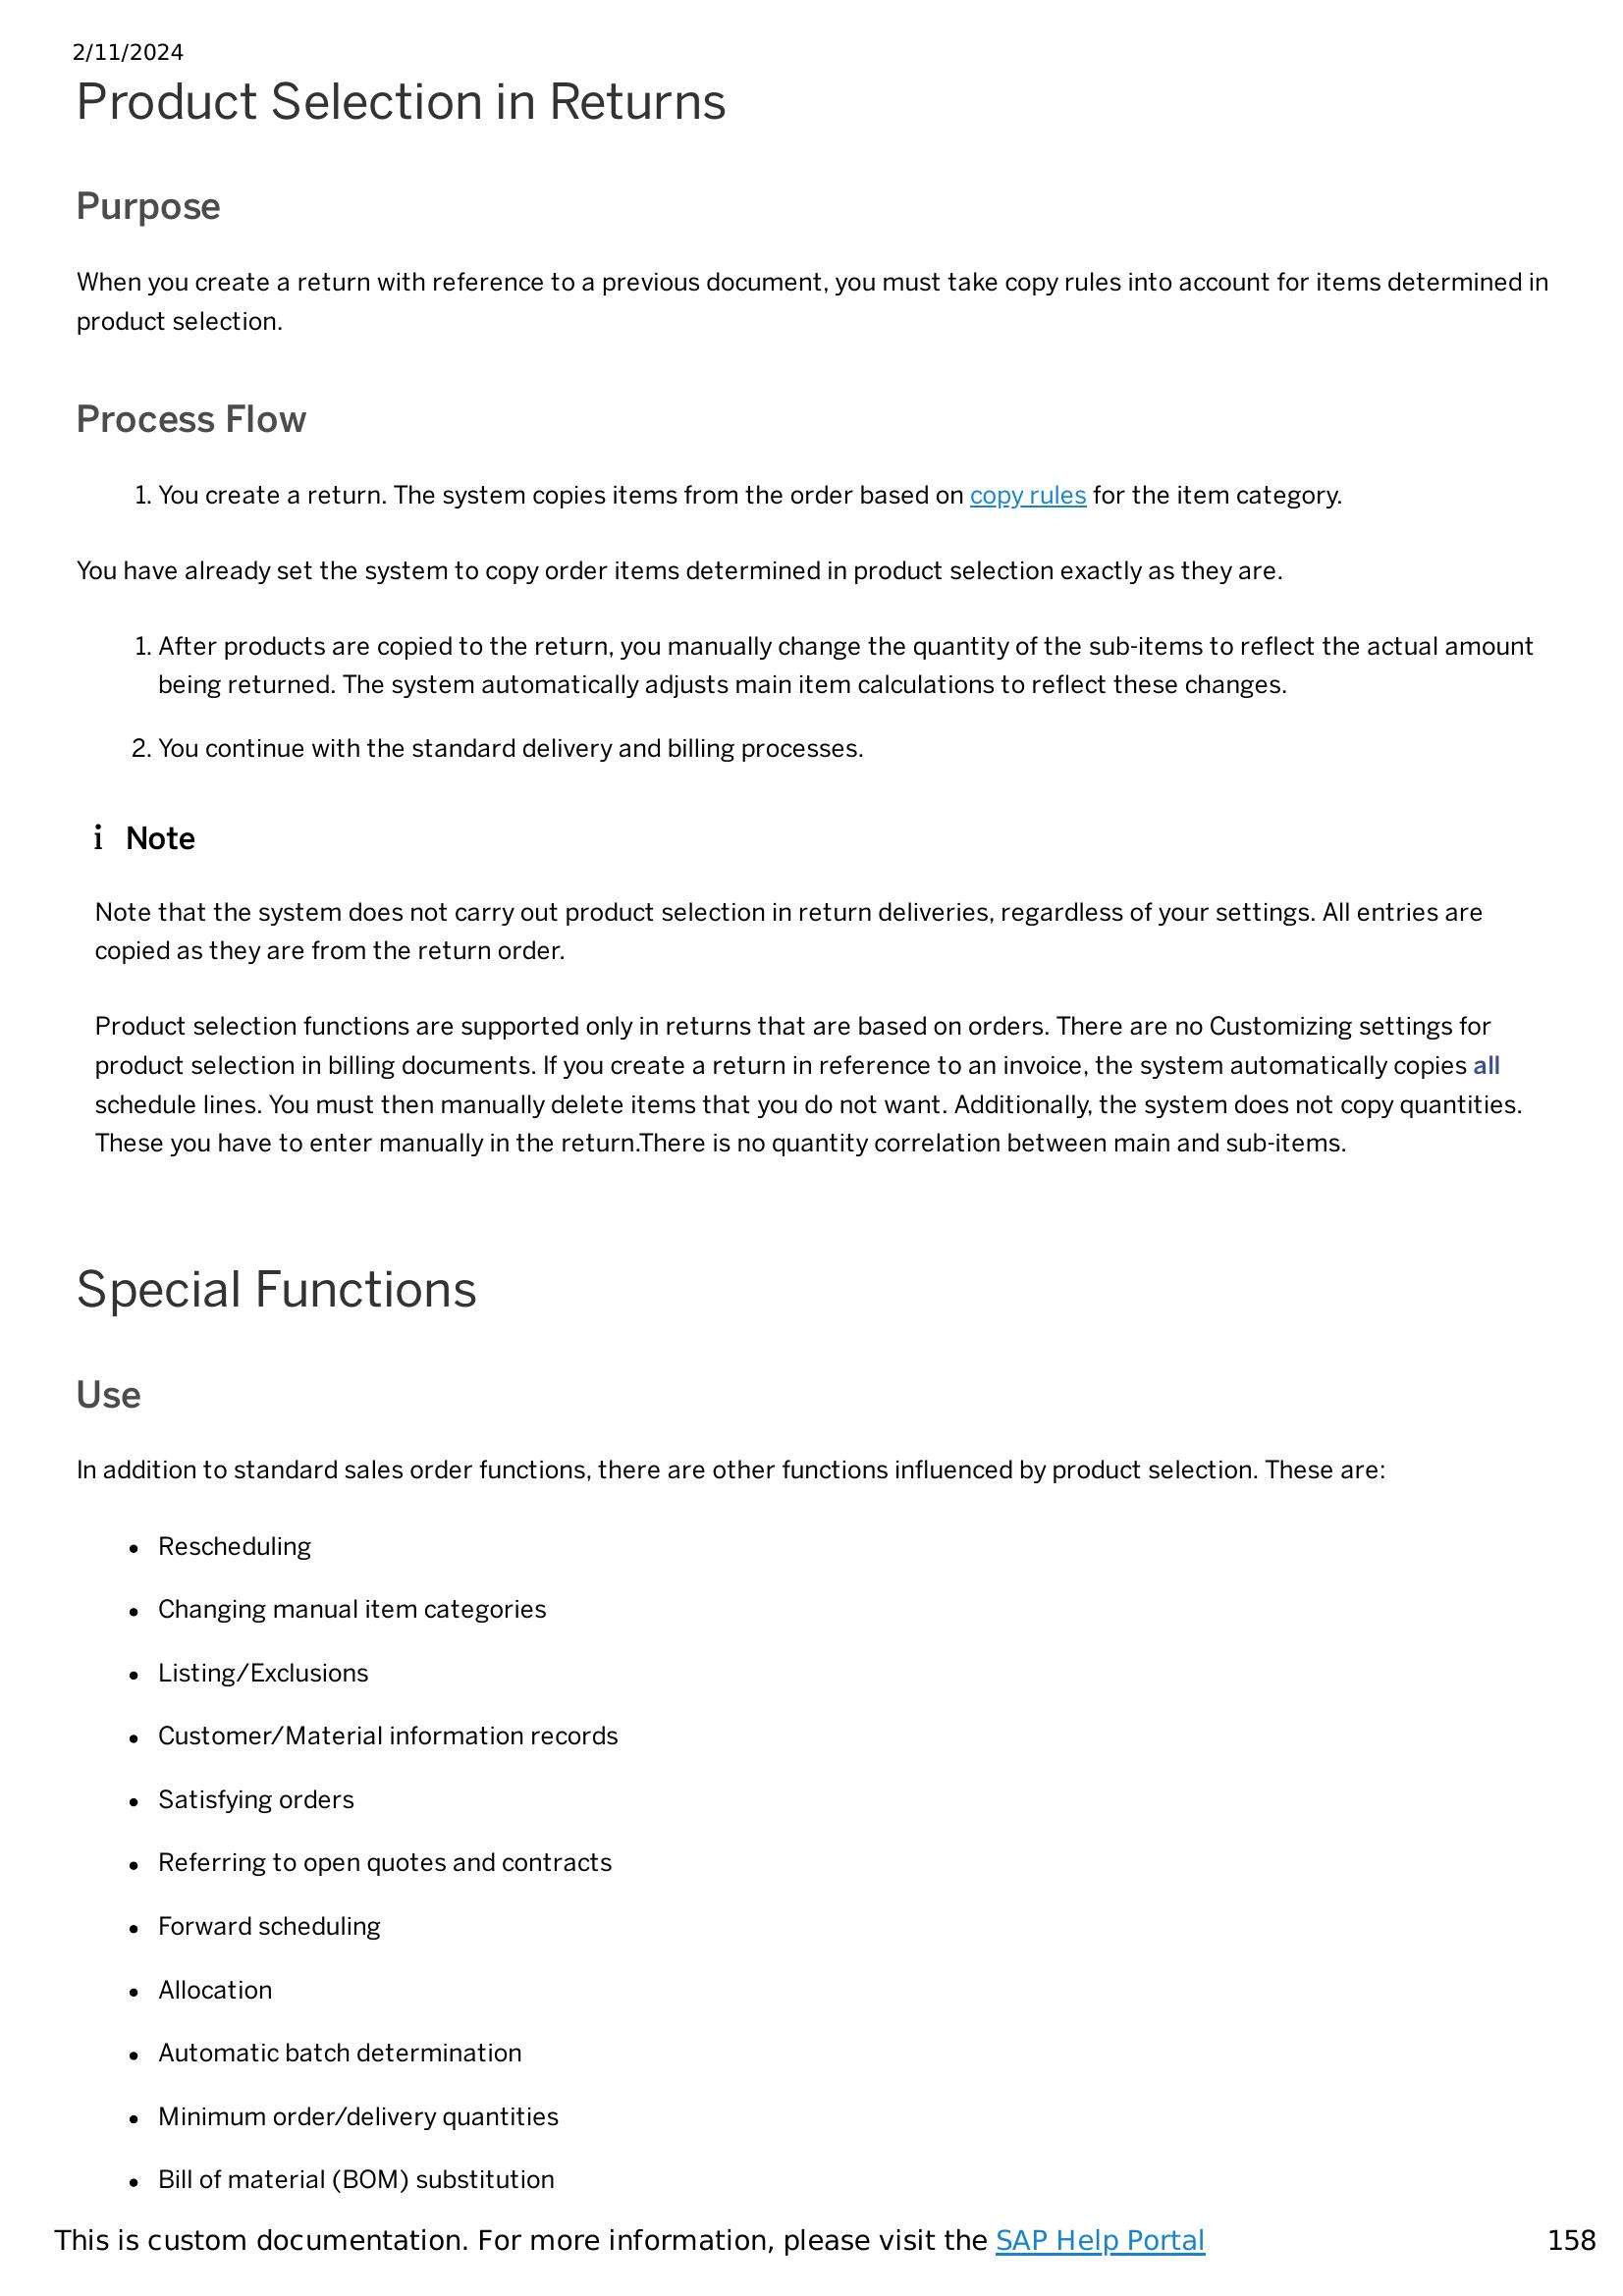 2/11/2024
Product Selection in Returns
Purpose
When you create a return with reference to a previous document, you must take copy rules into account for items determined in
product selection.
Process Flow
1. You create a return. The system copies items from the order based on copy rules for the item category.
You have already set the system to copy order items determined in product selection exactly as they are.
1. After products are copied to the return, you manually change the quantity of the sub-items to reflect the actual amount
being returned. The system automatically adjusts main item calculations to reflect these changes.
2. You continue with the standard delivery and billing processes.
i Note
Note that the system does not carry out product selection in return deliveries, regardless of your settings. All entries are
copied as they are from the return order.
Product selection functions are supported only in returns that are based on orders. There are no Customizing settings for
product selection in billing documents. If you create a return in reference to an invoice, the system automatically copies all
schedule lines. You must then manually delete items that you do not want. Additionally, the system does not copy quantities.
These you have to enter manually in the return.There is no quantity correlation between main and sub-items.
Special Functions
Use
In addition to standard sales order functions, there are other functions influenced by product selection. These are:
• Rescheduling
• Changing manual item categories
• Listing/Exclusions
• Customer/Material information records
• Satisfying orders
• Referring to open quotes and contracts
• Forward scheduling
• Allocation
• Automatic batch determination
• Minimum order/delivery quantities
• Bill of material (BOM) substitution
This is custom documentation. For more information, please visit the SAP Help Portal 158